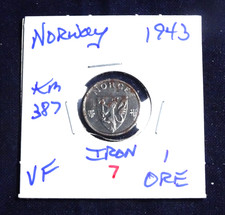 NORWAY 1943
KM
387
NORGE
IRON 1
VF 7 ORE